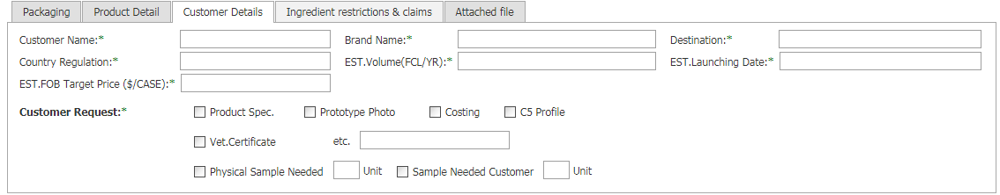 Packaging Product Detail Customer Details Ingredient restrictions & claims Attached file
Customer Name:* Brand Name:* Destination:*
Country Regulation:* EST.Volume(FCL/YR):* EST.Launching Date:*
EST.FOB Target Price ($/CASE):*
Customer Request:* Product Spec. Prototype Photo Costing C5 Profile
Vet.Certificate etc.
Physical Sample Needed Unit Sample Needed Customer Unit